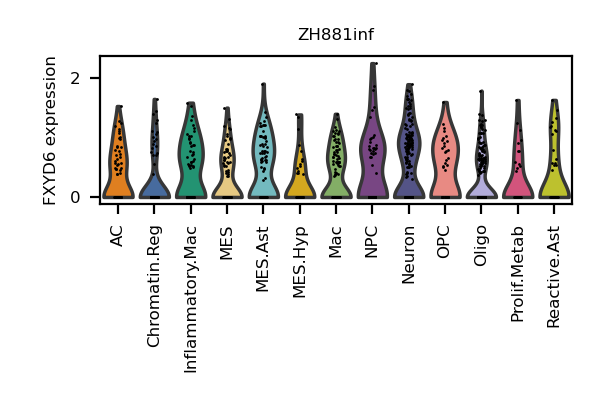 ZH881inf
FXYD6 expression
2
0
AC
Chromatin.Reg
Inflammatory.Mac
MES
MES.Ast
MES.Hyp
Mac
NPC
Neuron
OPC
Oligo
Prolif.Metab
Reactive.Ast